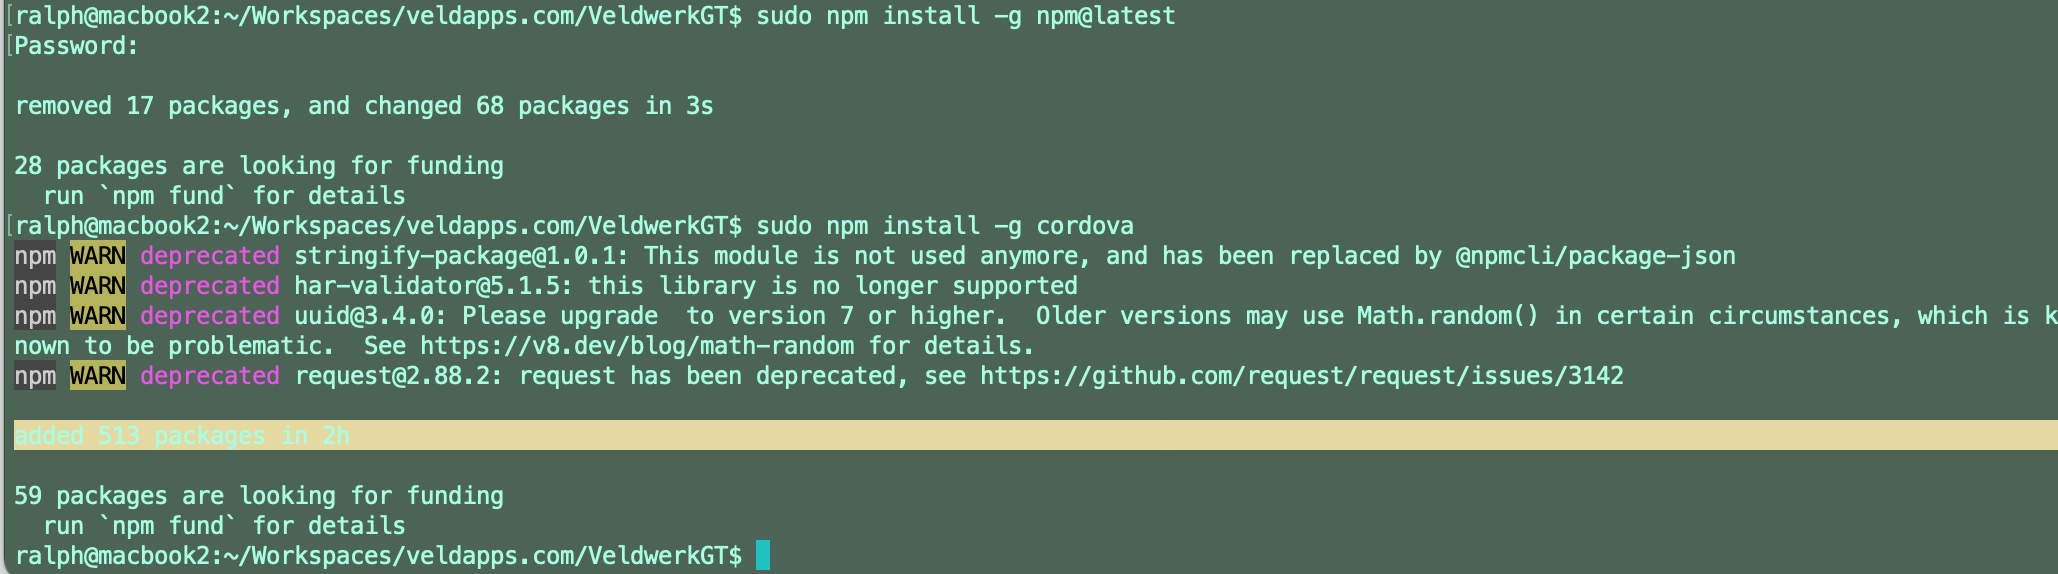 [ralph@macbook2:~/Workspaces/veldapps.com/VeldwerkGT$ sudo npm install -g npm@latest
[Password:
removed 17 packages, and changed 68 packages in 3s
28 packages are looking for funding
  run `npm fund` for details
[ralph@macbook2:~/Workspaces/veldapps.com/VeldwerkGT$ sudo npm install -g cordova
npm WARN deprecated stringify-package@1.0.1: This module is not used anymore, and has been replaced by @npmcli/package-json
npm WARN deprecated har-validator@5.1.5: this library is no longer supported
npm WARN deprecated uuid@3.4.0: Please upgrade  to version 7 or higher.  Older versions may use Math.random() in certain circumstances, which is k
nown to be problematic.  See https://v8.dev/blog/math-random for details.
npm WARN deprecated request@2.88.2: request has been deprecated, see https://github.com/request/request/issues/3142
added 513 packages in 2h
59 packages are looking for funding
  run `npm fund` for details
ralph@macbook2:~/Workspaces/veldapps.com/VeldwerkGT$